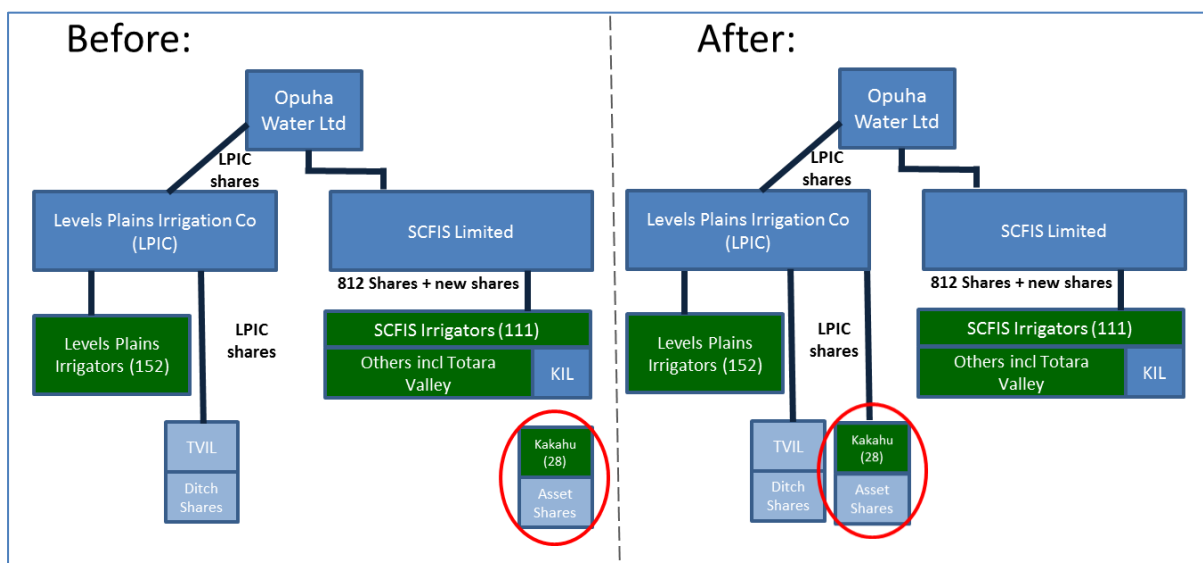 Before:
Opuha
Water Ltd
LPIC
shares
Levels Plains Irrigation Co
(LPIC)
SCFIS Limited
812 Shares + new shares
Levels Plains
Irrigators (152)
LPIC
shares
SCFIS Irrigators (111)
Others incl Totara
Valley
KIL
TVIL
Ditch
Shares
Kakahu
(28)
Asset
Shares
After:
Opuha
Water Ltd
LPIC
shares
Levels Plains Irrigation Co
(LPIC)
SCFIS Limited
812 Shares + new shares
Levels Plains
Irrigators (152)
LPIC
shares
SCFIS Irrigators (111)
Others incl Totara
Valley
KIL
TVIL
Ditch
Shares
Kakahu
(28)
Asset
Shares